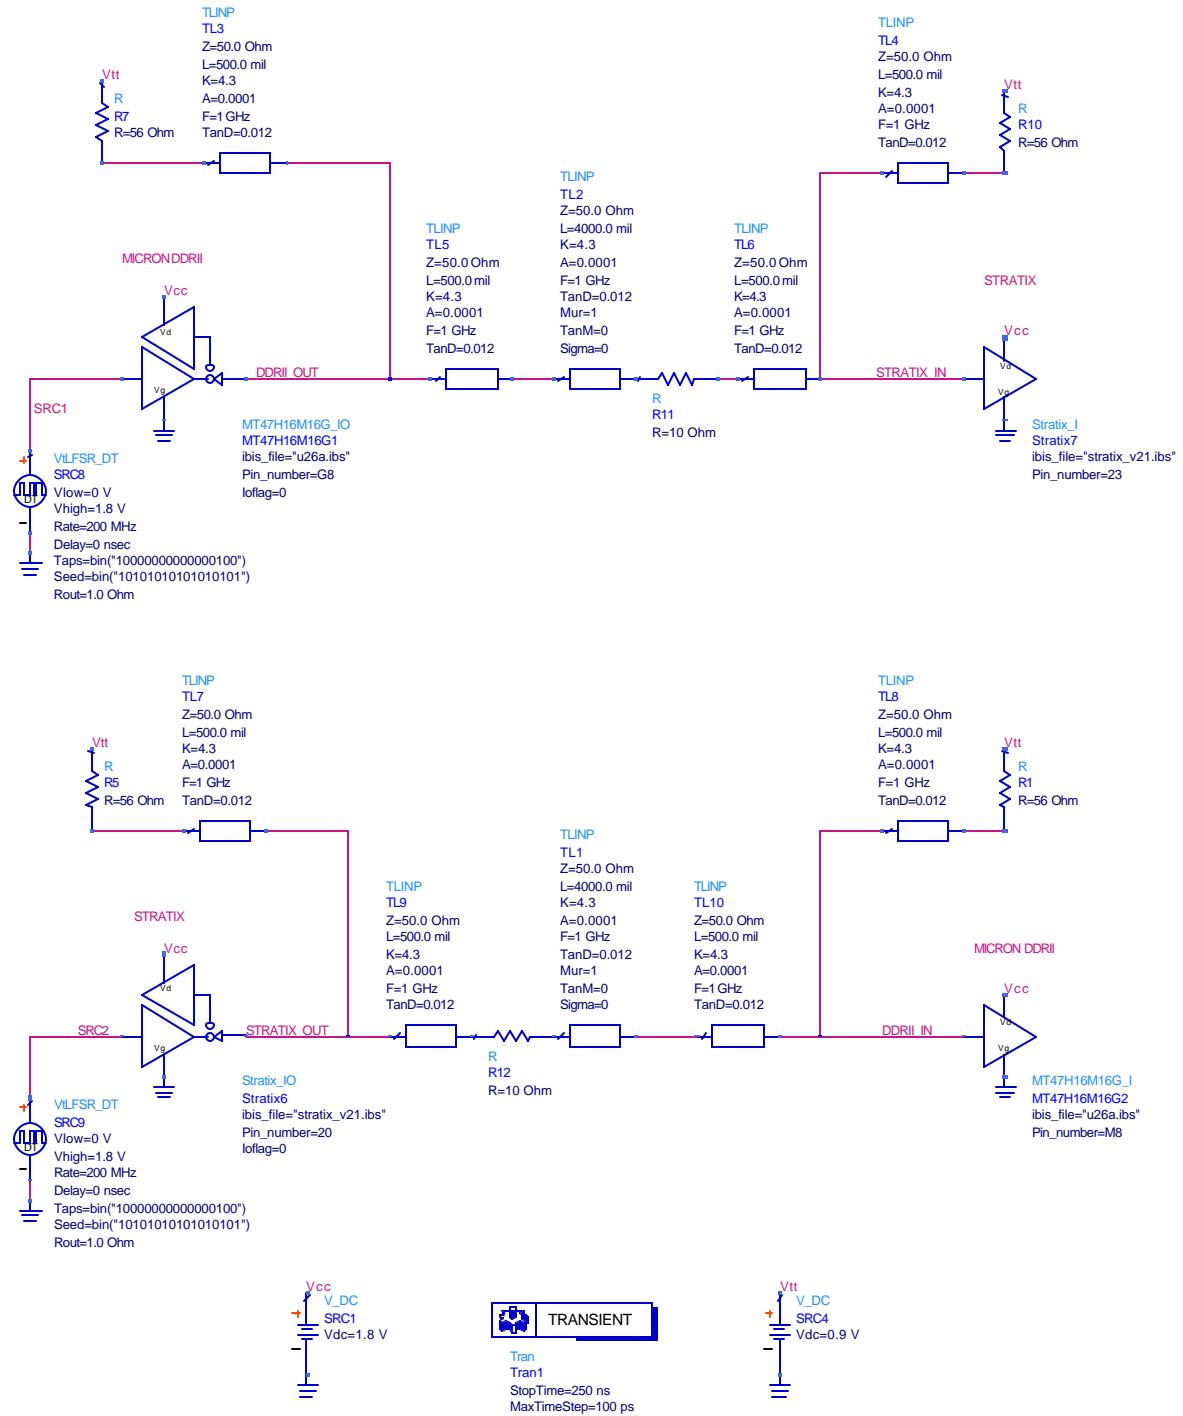 TLINP
TL3
Z=50.0 Ohm
L=500.0 mil
K=4.3
A=0.0001
F=1 GHz
TanD=0.012
Vtt
R
R7
R=56 Ohm
TLINP
TL4
Z=50.0 Ohm
L=500.0 mil
K=4.3
A=0.0001
F=1 GHz
TanD=0.012
Vtt
R
R10
R=56 Ohm
TLINP
TL5
Z=50.0 Ohm
L=500.0 mil
K=4.3
A=0.0001
F=1 GHz
TanD=0.012
TLINP
TL2
Z=50.0 Ohm
L=4000.0 mil
K=4.3
A=0.0001
F=1 GHz
TanD=0.012
Mur=1
TanM=0
Sigma=0
TLINP
TL6
Z=50.0 Ohm
L=500.0 mil
K=4.3
A=0.0001
F=1 GHz
TanD=0.012
MICRON DDRII
Vcc
Vd
Vg
DDRII_OUT
R
R11
R=10 Ohm
STRATIX
Vcc
Vd
Vg
STRATIX_IN
SRC1
MT47H16M16G_IO
MT47H16M16G1
ibis_file="u26a.ibs"
Pin_number=G8
Ioflag=0
Stratix_I
Stratix7
ibis_file="stratix_v21.ibs"
Pin_number=23
VtLFSR_DT
SRC8
Vlow=0 V
Vhigh=1.8 V
Rate=200 MHz
Delay=0 nsec
Taps=bin("10000000000000100")
Seed=bin("10101010101010101")
Rout=1.0 Ohm
DT
TLINP
TL7
Z=50.0 Ohm
L=500.0 mil
K=4.3
A=0.0001
F=1 GHz
TanD=0.012
Vtt
R
R5
R=56 Ohm
TLINP
TL8
Z=50.0 Ohm
L=500.0 mil
K=4.3
A=0.0001
F=1 GHz
TanD=0.012
Vtt
R
R1
R=56 Ohm
TLINP
TL9
Z=50.0 Ohm
L=500.0 mil
K=4.3
A=0.0001
F=1 GHz
TanD=0.012
TLINP
TL1
Z=50.0 Ohm
L=4000.0 mil
K=4.3
A=0.0001
F=1 GHz
TanD=0.012
Mur=1
TanM=0
Sigma=0
TLINP
TL10
Z=50.0 Ohm
L=500.0 mil
K=4.3
A=0.0001
F=1 GHz
TanD=0.012
STRATIX
Vcc
Vd
Vg
SRC2
STRATIX_OUT
R
R12
R=10 Ohm
MICRON DDRII
Vcc
Vd
Vg
DDRII_IN
Stratix_IO
Stratix6
ibis_file="stratix_v21.ibs"
Pin_number=20
Ioflag=0
MT47H16M16G_I
MT47H16M16G2
ibis_file="u26a.ibs"
Pin_number=M8
VtLFSR_DT
SRC9
Vlow=0 V
Vhigh=1.8 V
Rate=200 MHz
Delay=0 nsec
Taps=bin("10000000000000100")
Seed=bin("10101010101010101")
Rout=1.0 Ohm
DT
Vcc
V_DC
SRC1
Vdc=1.8 V
TRANSIENT
Tran
Tran1
StopTime=250 ns
MaxTimeStep=100 ps
Vtt
V_DC
SRC4
Vdc=0.9 V